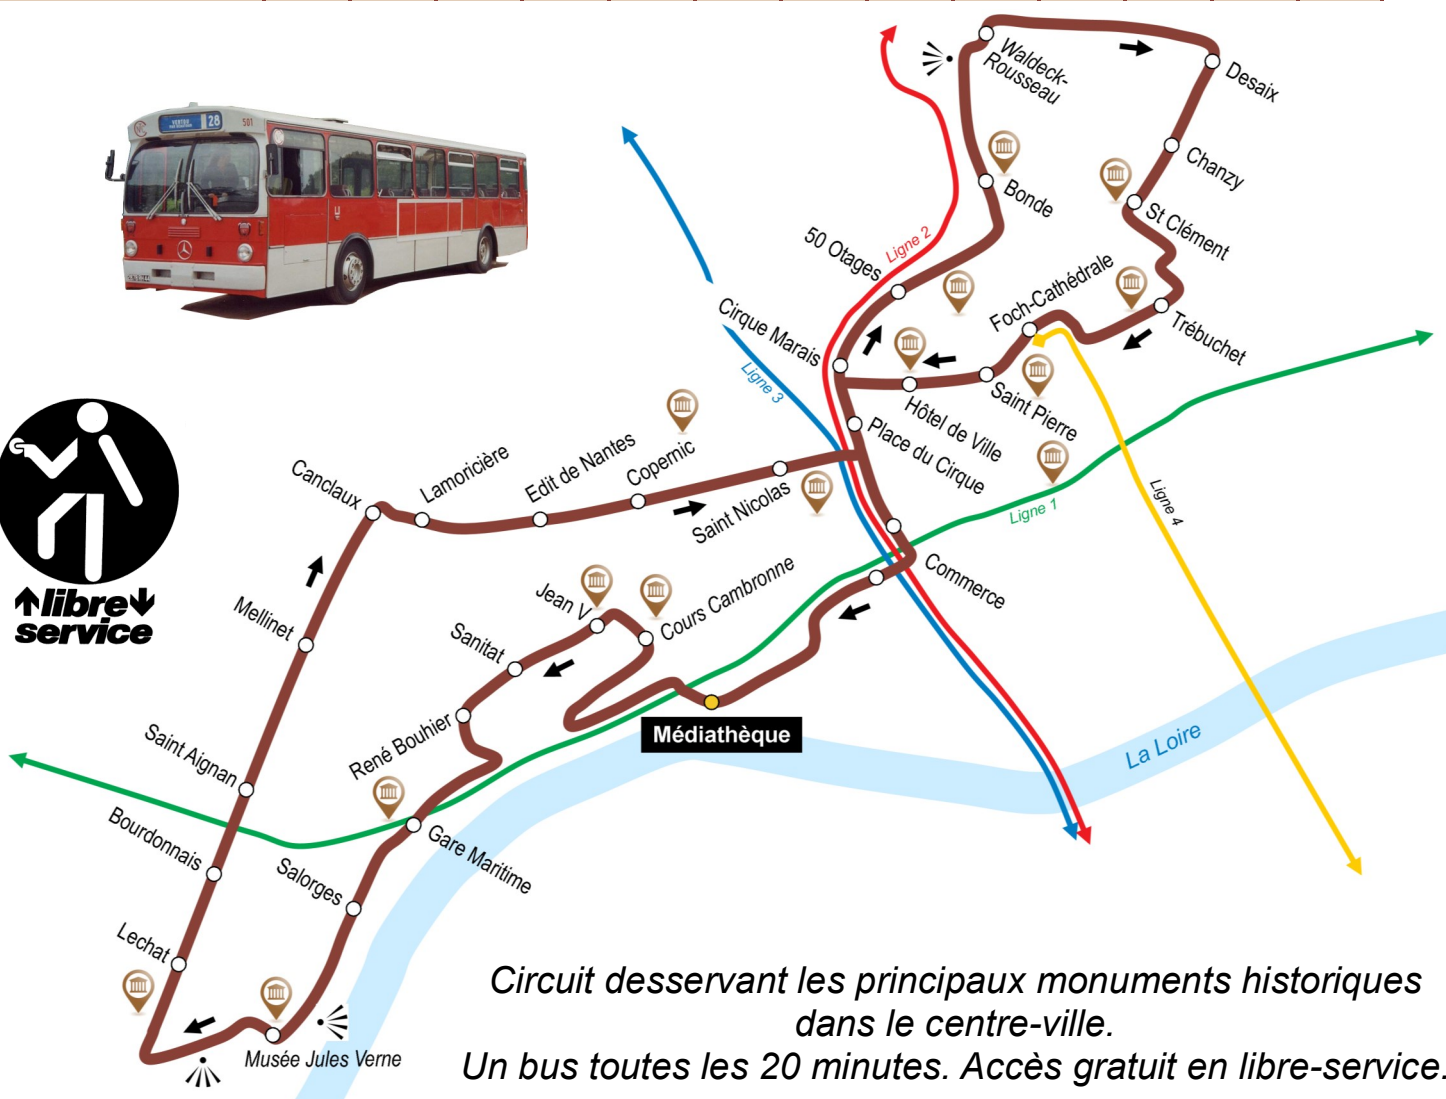 Waldeck-
Rousseau
Desaix
Chanzy
St Clément
Bonde
50 Otages
Ligne 2
Foch-Cathédrale
Trébuchet
Cirque Marais
Ligne 3
Saint Pierre
Hôtel de Ville
Place du Cirque
Ligne 1
Ligne 4
28
501
Canclaux
Lamoricière
Edit de Nantes
Copernic
Saint Nicolas
Commerce
libre
service
Mellinet
Jean V
Cours Cambronne
Sanitat
René Bouhier
Médiathèque
La Loire
Saint Aignan
Bourdonnais
Gare Maritime
Salorges
Lechat
Musée Jules Verne
Circuit desservant les principaux monuments historiques
dans le centre-ville.
Un bus toutes les 20 minutes. Accès gratuit en libre-service.